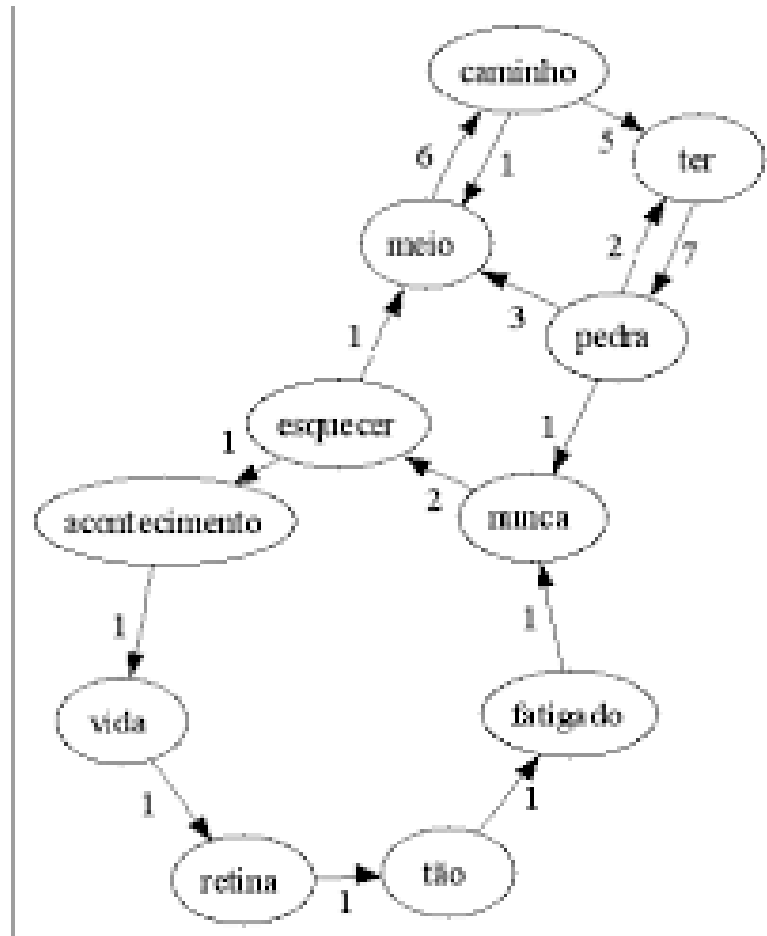 caminho
5
ter
6
1
meio
2
7
3
pedra
1
esquecer
1
1
2
nunca
acontecimento
1
1
vida
fatigado
1
1
retina
1
tão